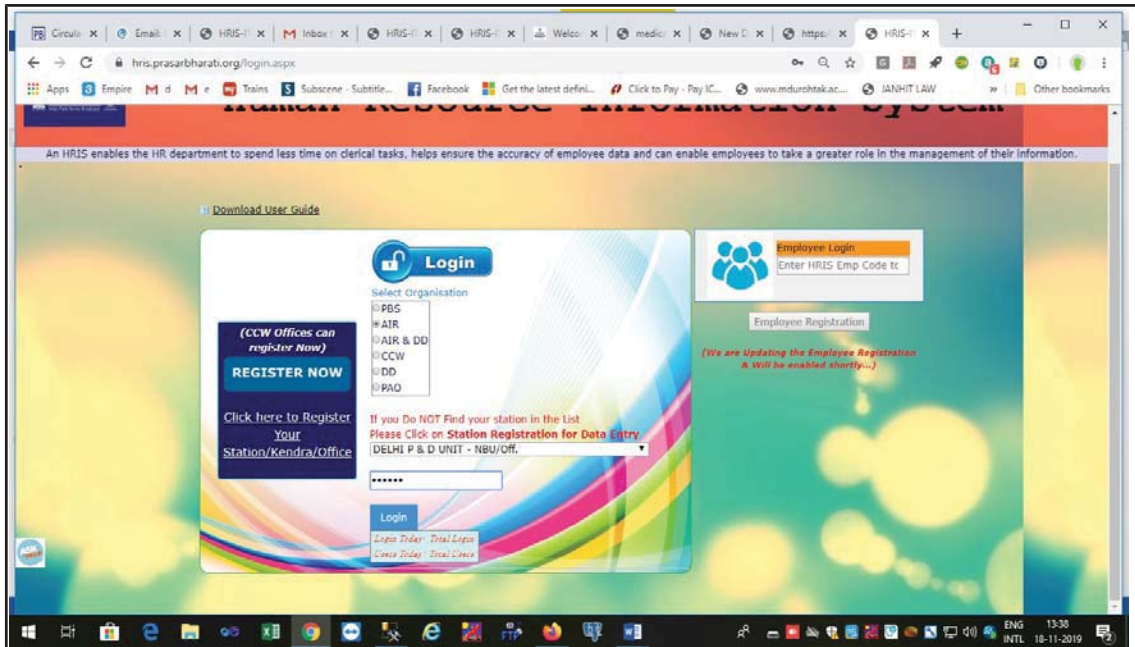 Circula
Email
HRIS-
Inbox
HRIS-
HRIS-
Welco
medic
New D
https:/
HRIS-
hris.prasarbharati.org/login.aspx
Apps Empire M d M e Trains Subscene - Subtitle... Facebook Get the latest defini... Click to Pay - Pay IC... www.mdurohtak.ac.... JANHIT LAW » Other bookmarks
Human Resource Information System
An HRIS enables the HR department to spend less time on clerical tasks, helps ensure the accuracy of employee data and can enable employees to take a greater role in the management of their information.
Download User Guide
Login
Select Organisation
PBS
AIR
AIR & DD
CCW
DD
PAO
(CCW Offices can
register Now)
REGISTER NOW
Click here to Register
Your
Station/Kendra/Office
If you Do NOT Find your station in the List
Please Click on Station Registration for Data Entry
DELHI P & D UNIT - NBU/Off.
••••••
Login
Login Today Total Login
Users Today Total Users
Employee Login
Enter HRIS Emp Code tc
Employee Registration
(We are Updating the Employee Registration
& Will be enabled shortly...)
FTP
ENG 13:38
INTL 18-11-2019